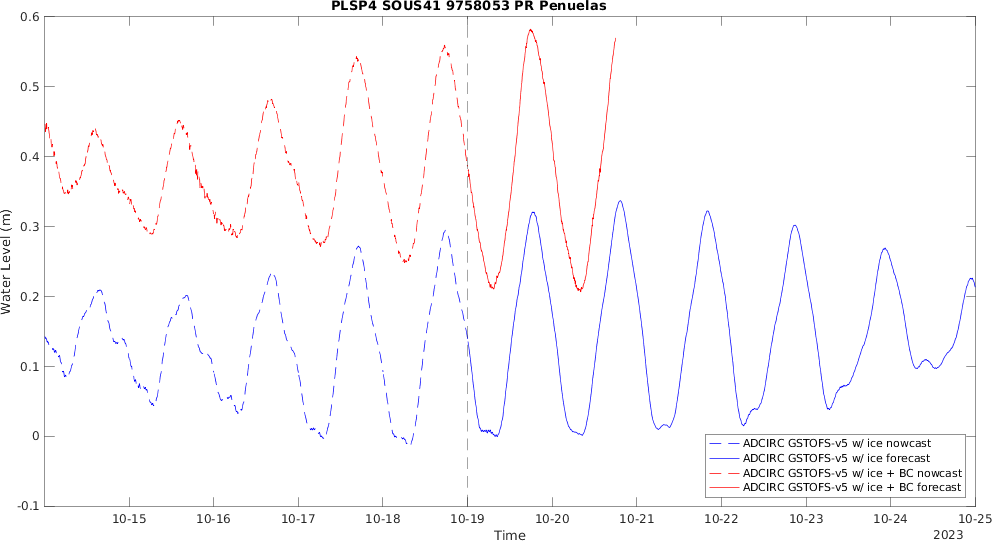 PLSP4 SOUS41 9758053 PR Penuelas
0.6
0.5
0.4
0.3
0.2
0.1
0
-0.1
Water Level (m)
10-15 10-16 10-17 10-18 10-19 10-20 10-21 10-22 10-23 10-24 10-25
Time
2023
ADCIRC GSTOFS-v5 w/ ice nowcast
ADCIRC GSTOFS-v5 w/ ice forecast
ADCIRC GSTOFS-v5 w/ ice + BC nowcast
ADCIRC GSTOFS-v5 w/ ice + BC forecast